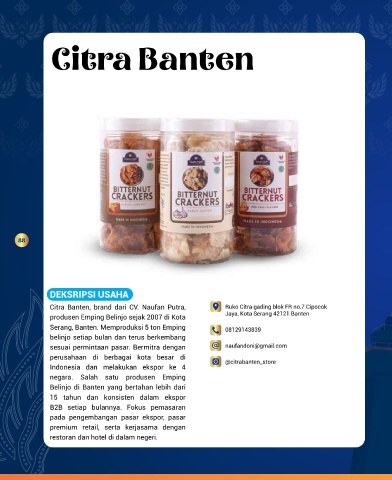 Citra Banten
BITTERNUT
CRACKERS
MADE IN INDONESIA
BITTERNUT
CRACKERS
MADE IN INDONESIA
BITTERNUT
CRACKERS
MADE IN INDONESIA
88
DEKSRIPSI USAHA
Citra Banten, brand dari CV. Naufan Putra,
produsen Emping Belinjo sejak 2007 di Kota
Serang, Banten. Memproduksi 5 ton Emping
belinjo setiap bulan dan terus berkembang
sesuai permintaan pasar. Bermitra dengan
perusahaan di berbagai kota besar di
Indonesia dan melakukan ekspor ke 4
negara. Salah satu produsen Emping
Belinjo di Banten yang bertahan lebih dari
15 tahun dan konsisten dalam ekspor
B2B setiap bulannya. Fokus pemasaran
pada pengembangan pasar ekspor, pasar
premium retail, serta kerjasama dengan
restoran dan hotel di dalam negeri.
Ruko Citra gading blok FR no.7 Cipocok
Jaya, Kota Serang 42121 Banten
08129143839
naufandoni@gmail.com
@citrabanten_store